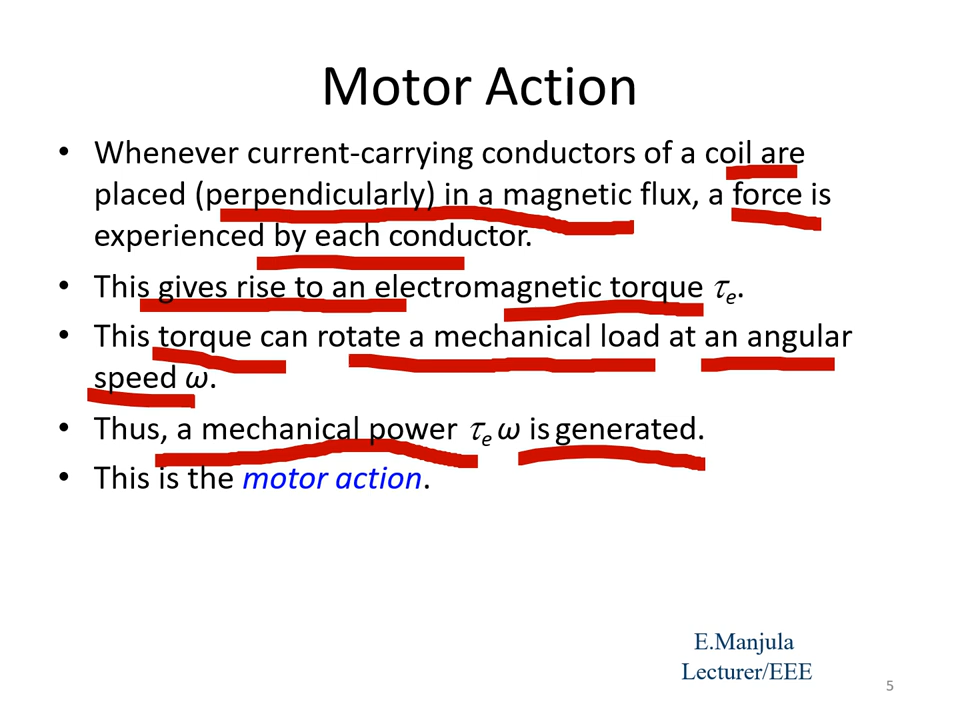 Motor Action
• Whenever current-carrying conductors of a coil are
placed (perpendicularly) in a magnetic flux, a force is
experienced by each conductor.
• This gives rise to an electromagnetic torque τe.
• This torque can rotate a mechanical load at an angular
speed ω.
• Thus, a mechanical power τe ω is generated.
• This is the motor action.
E.Manjula
Lecturer/EEE
5